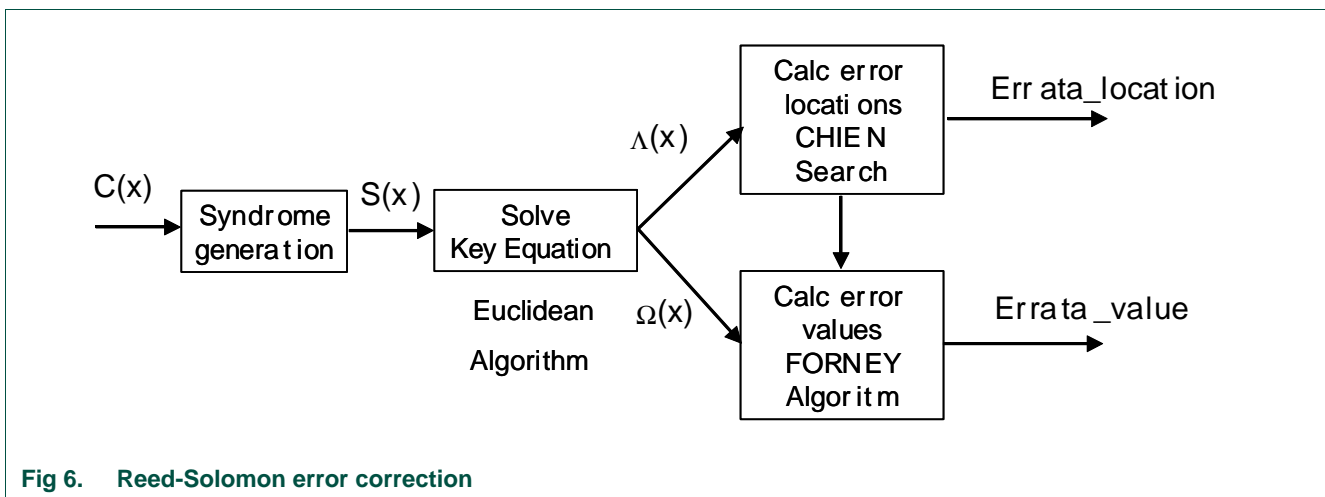 C(x)
Syndrome
generation
S(x)
Solve
Key Equation
Euclidean
Algorithm
Λ(x)
Ω(x)
Calc error
locations
CHIEN
Search
Errata_location
Calc error
values
FORNEY
Algoritm
Errata_value
Fig 6. Reed-Solomon error correction